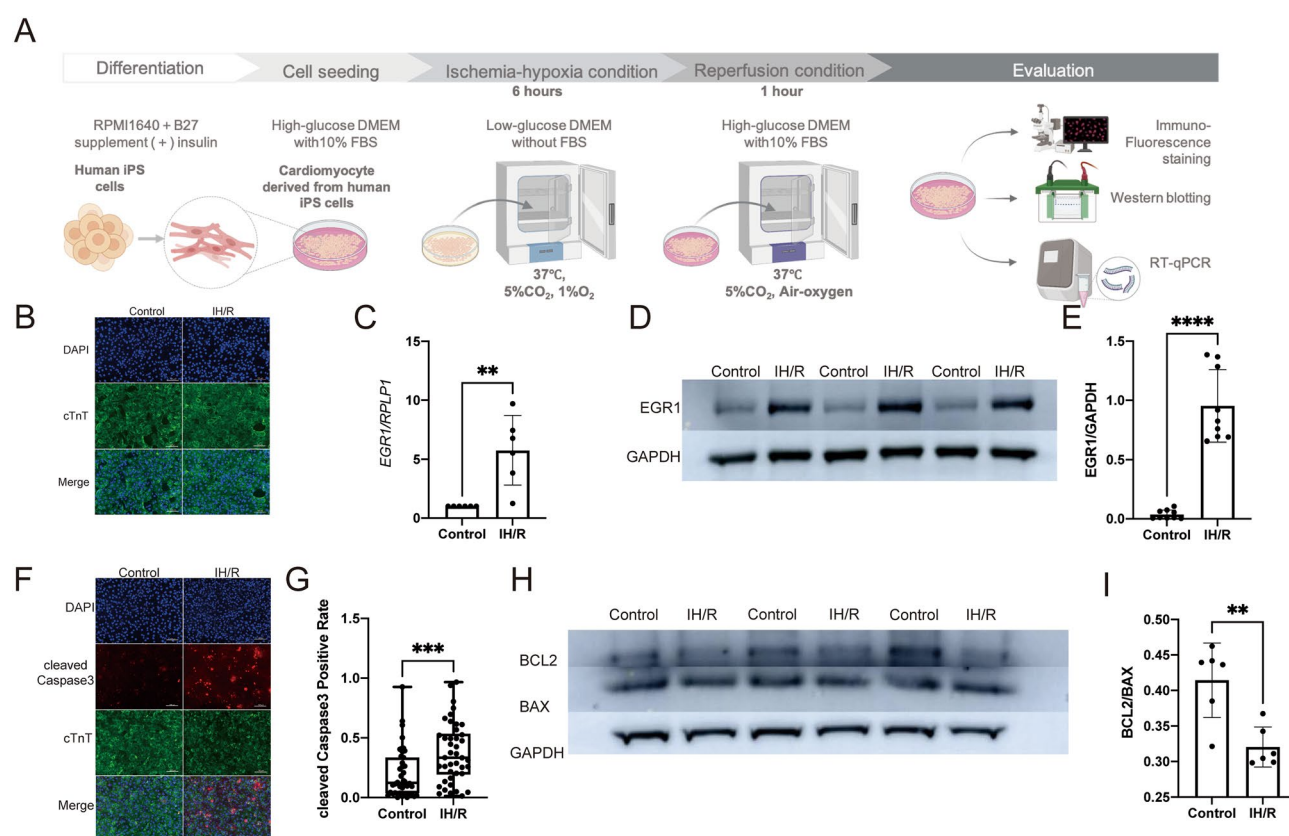 A
Differentiation
Cell seeding
Ischemia-hypoxia condition
Reperfusion condition
Evaluation
6 hours
1 hour
RPMI1640 + B27
supplement ( + ) insulin
Human iPS
cells
High-glucose DMEM
with10% FBS
Cardiomyocyte
derived from human
iPS cells
Low-glucose DMEM
without FBS
37℃,
5%CO₂, 1%O₂
High-glucose DMEM
with10% FBS
37℃
5%CO₂, Air-oxygen
Immuno-
Fluorescence
staining
Western blotting
RT-qPCR
B
Control IH/R
DAPI
cTnT
Merge
C
**
EGR1/RPLP1
15
10
5
0
Control IH/R
D
Control IH/R Control IH/R Control IH/R
EGR1
GAPDH
E
****
EGR1/GAPDH
1.5
1.0
0.5
0.0
Control IH/R
F
Control IH/R
DAPI
cleaved
Caspase3
cTnT
Merge
G
***
cleaved Caspase3 Positive Rate
1.5
1.0
0.5
0.0
Control IH/R
H
Control IH/R Control IH/R Control IH/R
BCL2
BAX
GAPDH
I
**
BCL2/BAX
0.50
0.45
0.40
0.35
0.30
0.25
Control IH/R